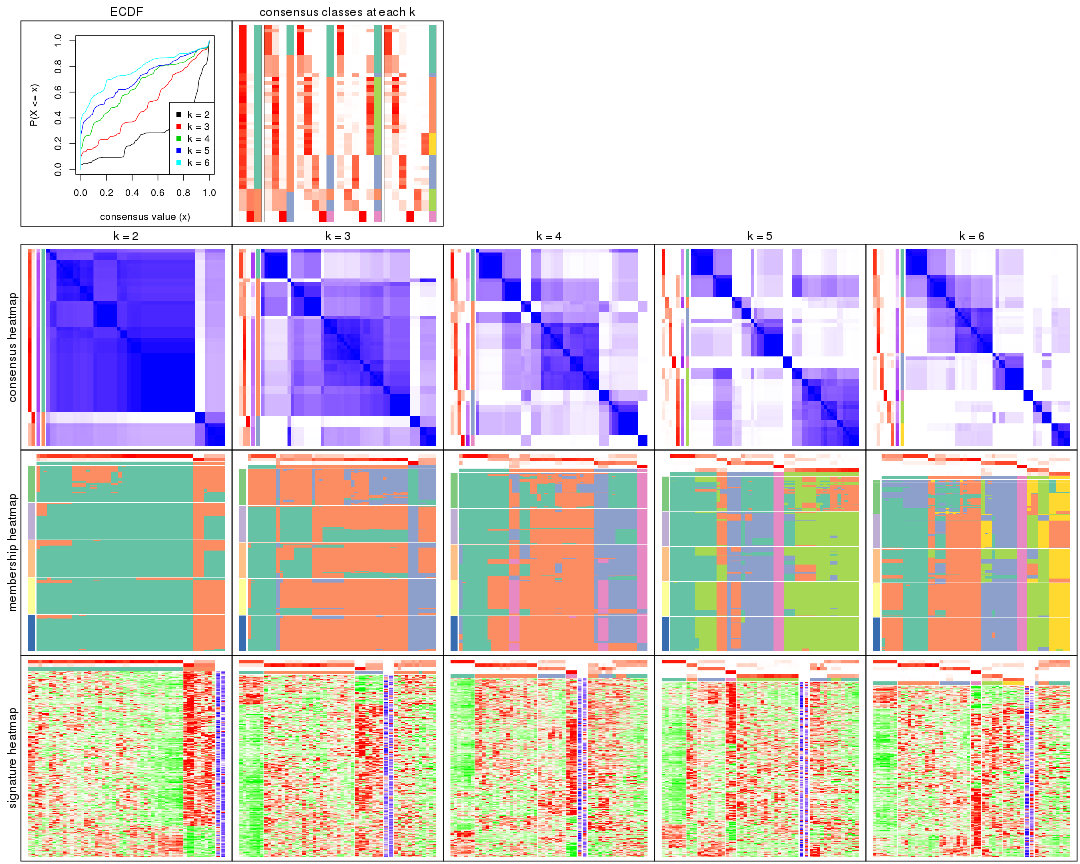 ECDF
consensus classes at each k
P(X <= x)
0.0 0.2 0.4 0.6 0.8 1.0
k = 2
k = 3
k = 4
k = 5
k = 6
0.0 0.2 0.4 0.6 0.8 1.0
consensus value (x)
k = 2 k = 3 k = 4 k = 5 k = 6
consensus heatmap
membership heatmap
signature heatmap